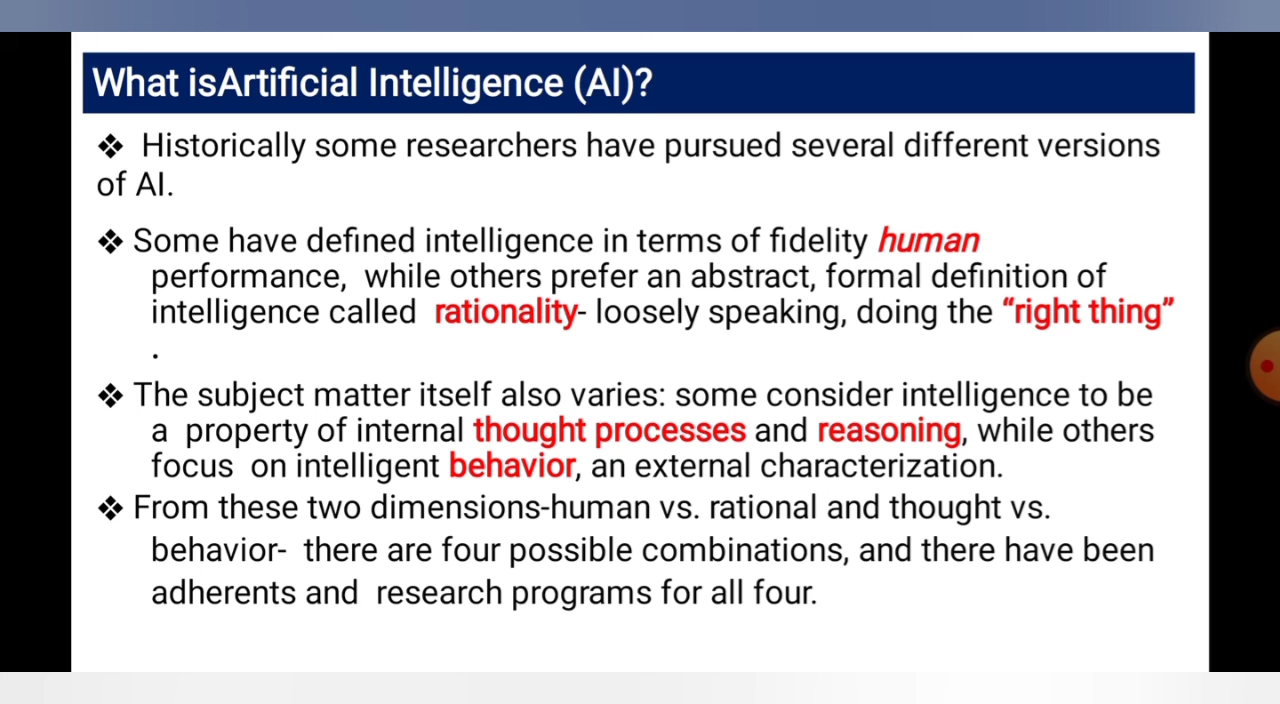 What isArtificial Intelligence (AI)?
❖ Historically some researchers have pursued several different versions
of AI.
❖ Some have defined intelligence in terms of fidelity human
performance, while others prefer an abstract, formal definition of
intelligence called rationality- loosely speaking, doing the “right thing”
.
❖ The subject matter itself also varies: some consider intelligence to be
a property of internal thought processes and reasoning, while others
focus on intelligent behavior, an external characterization.
❖ From these two dimensions-human vs. rational and thought vs.
behavior- there are four possible combinations, and there have been
adherents and research programs for all four.